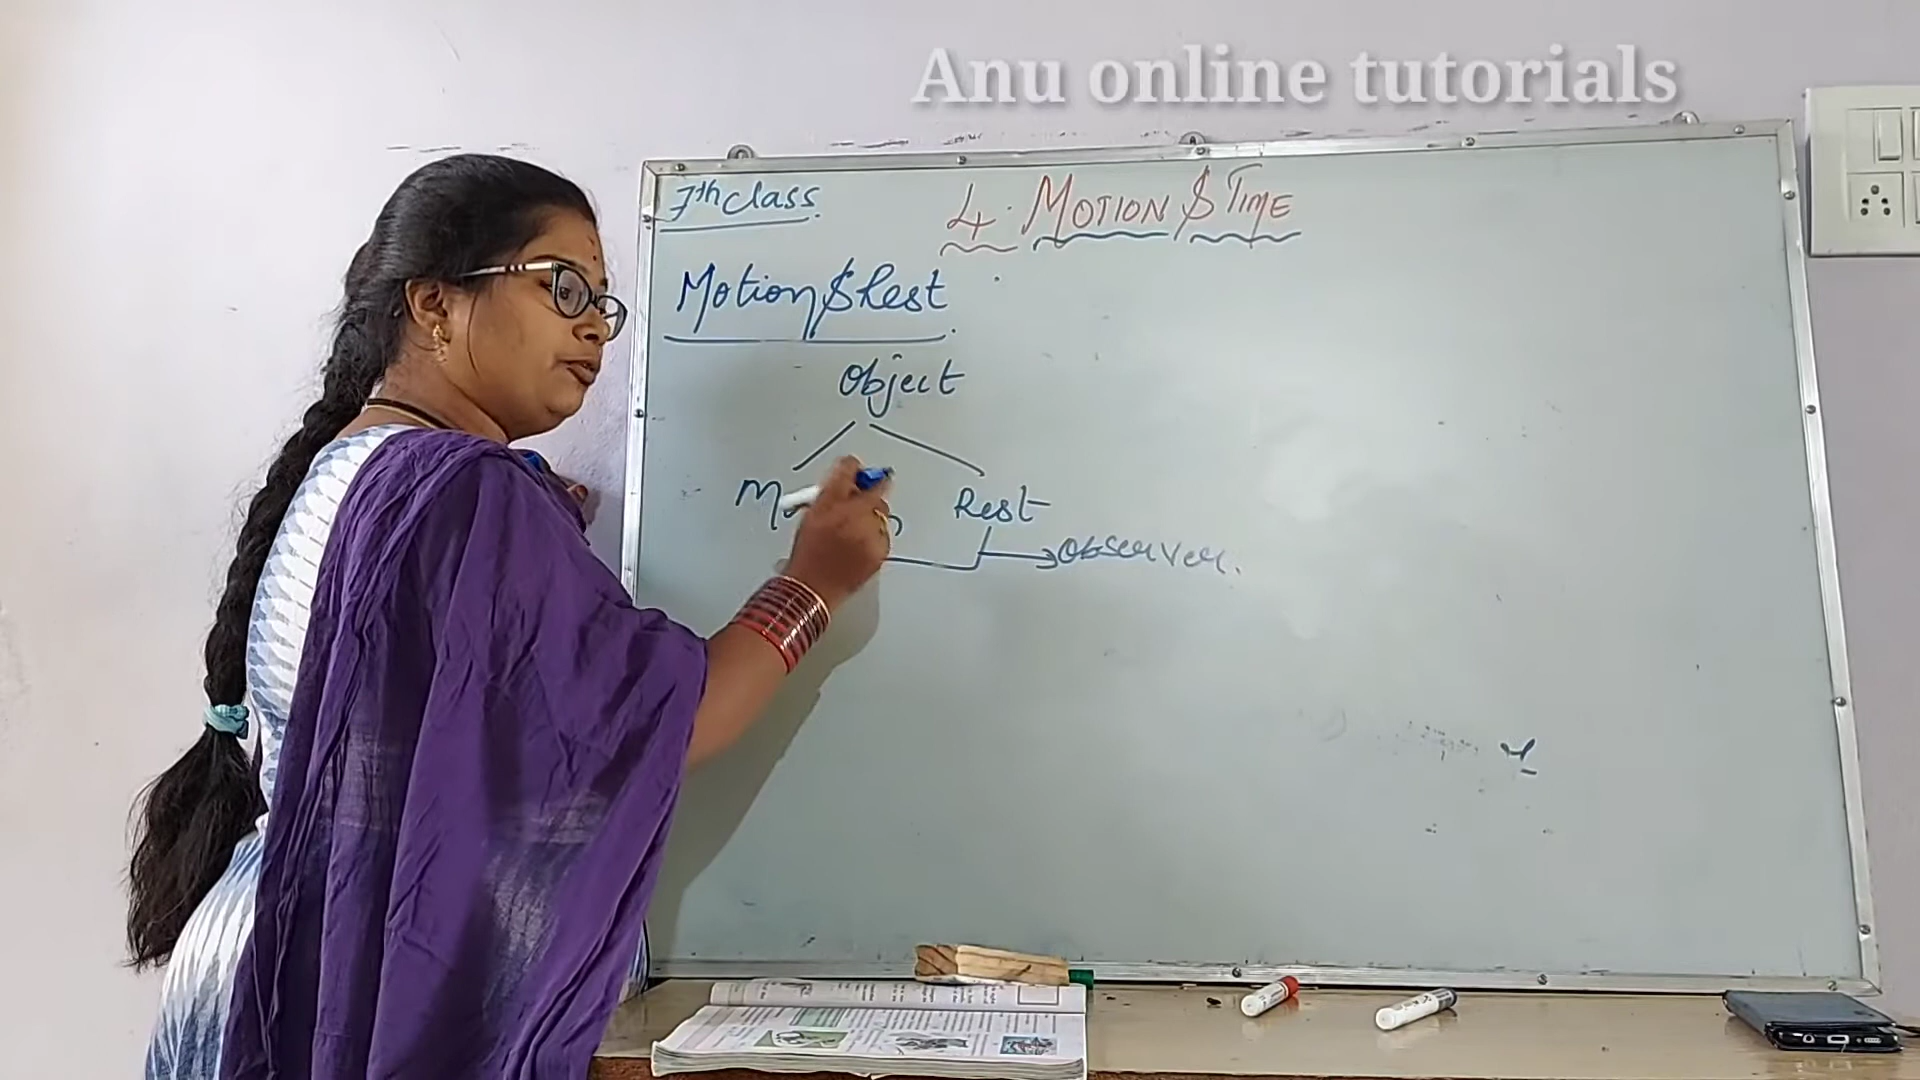 Anu online tutorials
7th class.
4. MOTION & TIME
Motion & Rest
Object
Rest
Observer.